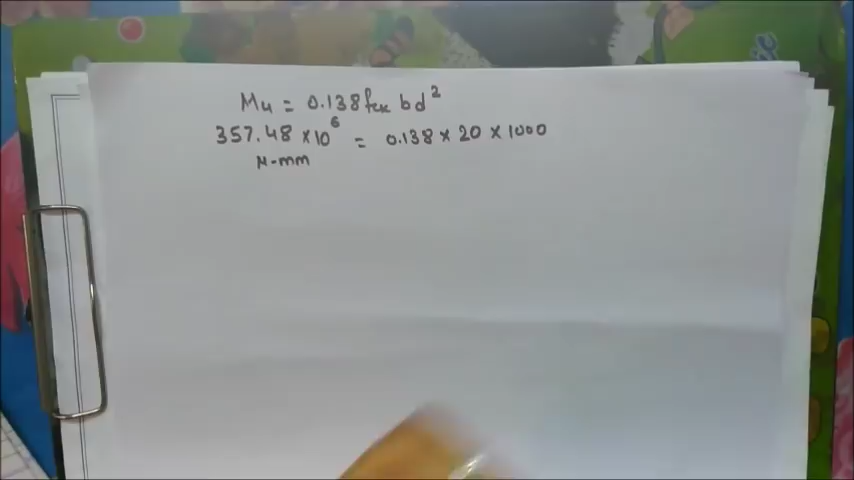 Mu = 0.138 fck bd²
357.48 × 10⁶ = 0.138 × 20 × 1000
N-mm